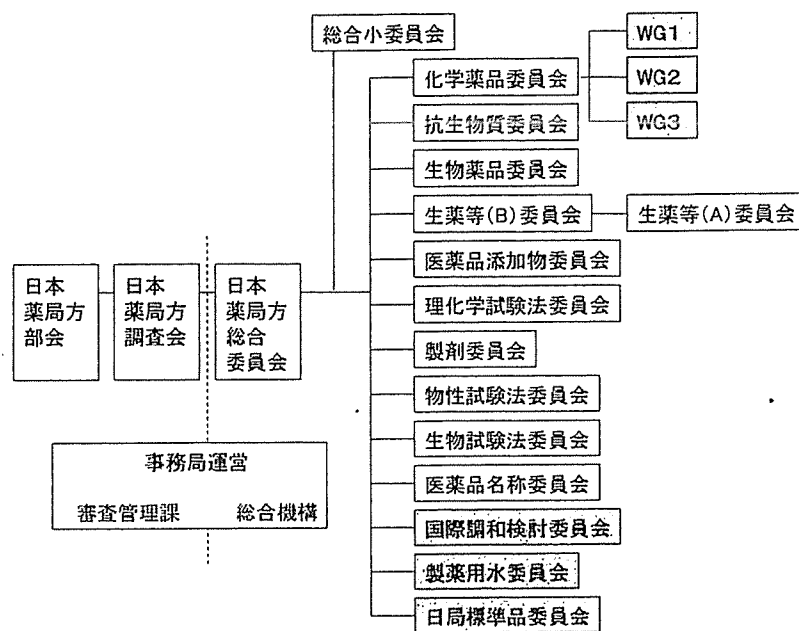 総合小委員会
化学薬品委員会
WG1
WG2
WG3
抗生物質委員会
生物薬品委員会
生薬等(B)委員会
生薬等(A)委員会
医薬品添加物委員会
理化学試験法委員会
製剤委員会
物性試験法委員会
生物試験法委員会
医薬品名称委員会
国際調和検討委員会
製薬用水委員会
日局標準品委員会
日本
薬局方
部会
日本
薬局方
調査会
日本
薬局方
総合
委員会
事務局運営
審査管理課 総合機構